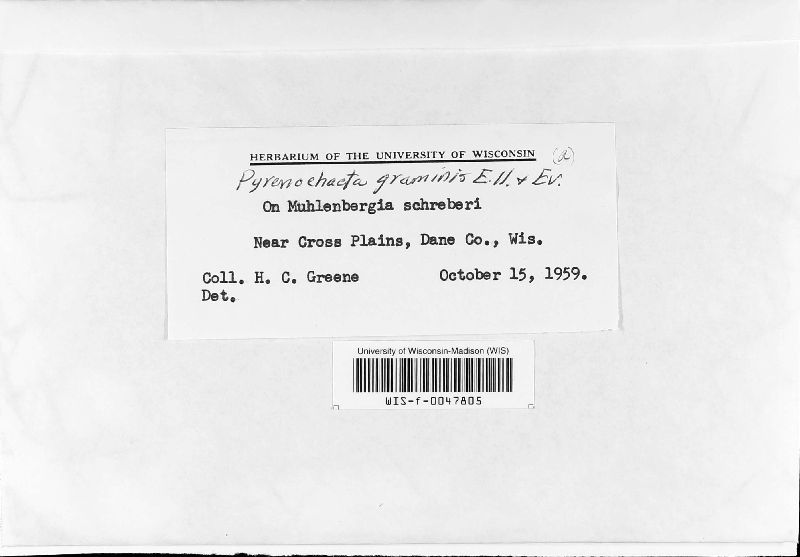 HERBARIUM OF THE UNIVERSITY OF WISCONSIN (a)
Pyrenochaeta graminis Ell. & Ev.
On Muhlenbergia schreberi
Near Cross Plains, Dane Co., Wis.
Coll. H. C. Greene October 15, 1959.
Det.
University of Wisconsin-Madison (WIS)
WIS-f-0047805